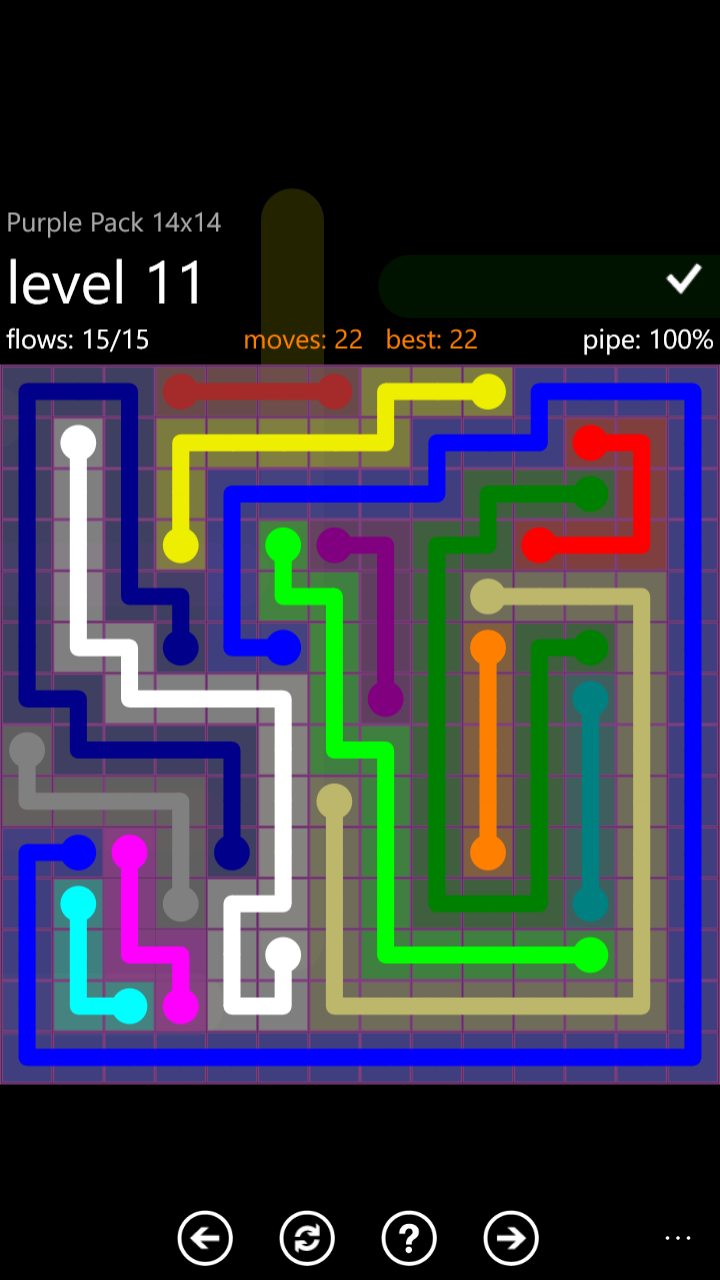 Purple Pack 14x14
level 11
flows: 15/15 moves: 22 best: 22 pipe: 100%
?
...